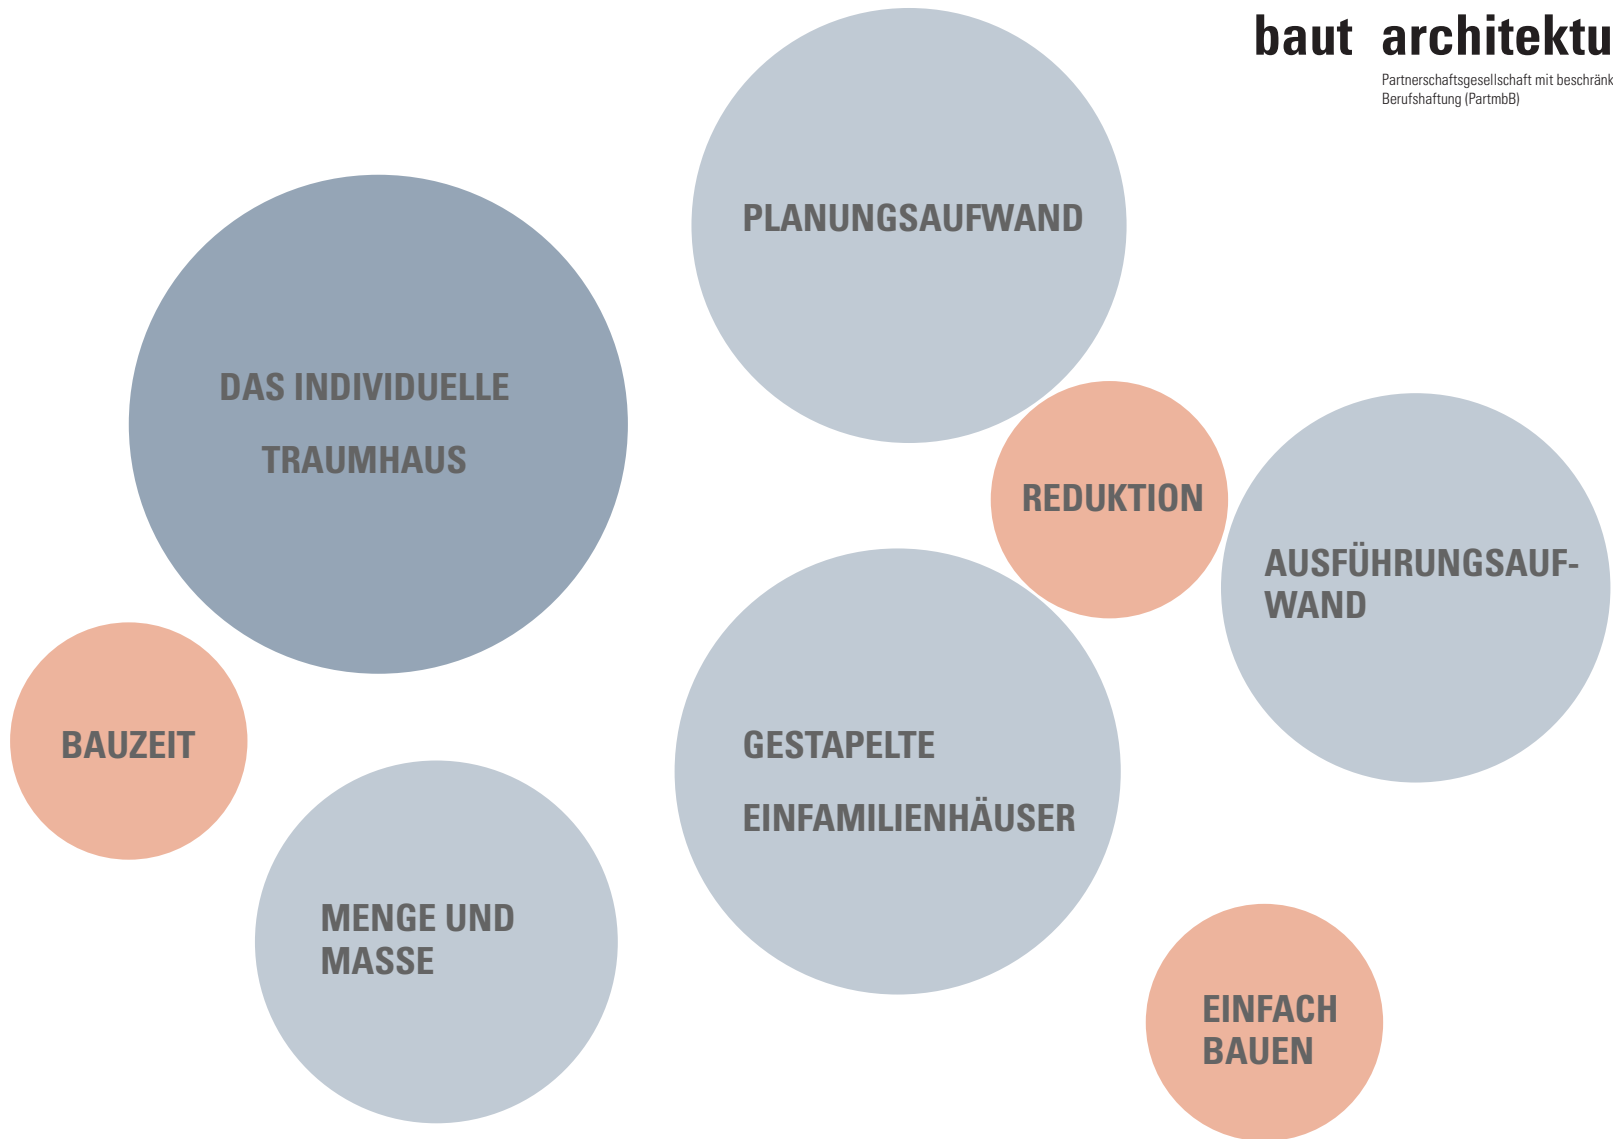 baut architektu
Partnerschaftsgesellschaft mit beschränk
Berufshaftung (PartmbB)
PLANUNGSAUFWAND
DAS INDIVIDUELLE
TRAUMHAUS
REDUKTION
AUSFÜHRUNGSAUF-
WAND
BAUZEIT
GESTAPELTE
EINFAMILIENHÄUSER
MENGE UND
MASSE
EINFACH
BAUEN